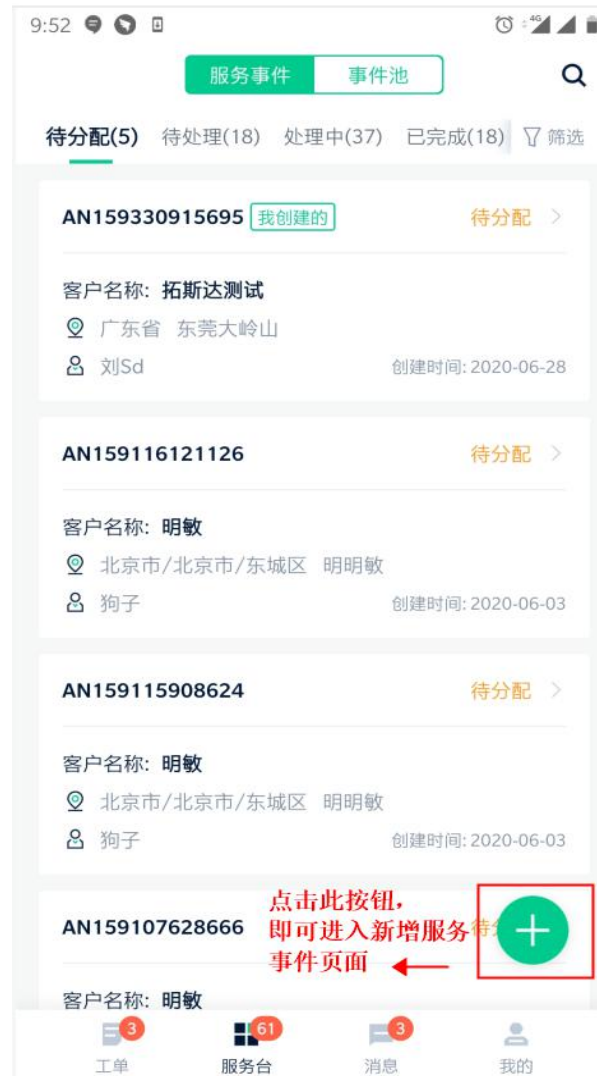 9:52 4G
服务事件 事件池
待分配(5) 待处理(18) 处理中(37) 已完成(18) 筛选
AN159330915695 我创建的 待分配
客户名称: 拓斯达测试
广东省 东莞大岭山
刘Sd 创建时间: 2020-06-28
AN159116121126 待分配
客户名称: 明敏
北京市/北京市/东城区 明明敏
狗子 创建时间: 2020-06-03
AN159115908624 待分配
客户名称: 明敏
北京市/北京市/东城区 明明敏
狗子 创建时间: 2020-06-03
点击此按钮，
AN159107628666 即可进入新增服务 待
事件页面
客户名称: 明敏
3 61 3
工单 服务台 消息 我的